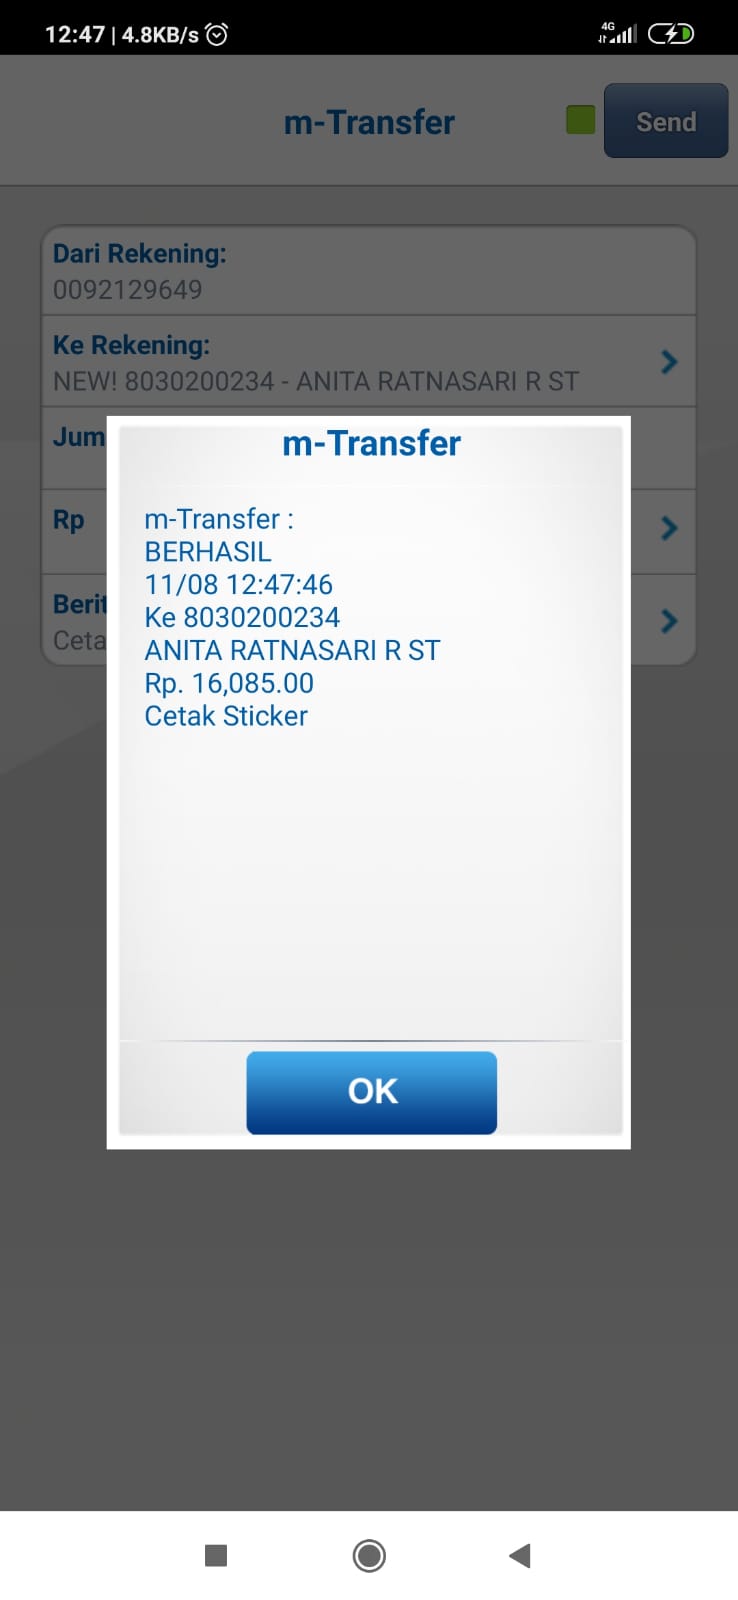 12:47 | 4.8KB/s
4G
m-Transfer
Send
Dari Rekening:
0092129649
Ke Rekening:
NEW! 8030200234 - ANITA RATNASARI R ST
Jum
Rp
Berit
Ceta
m-Transfer
m-Transfer :
BERHASIL
11/08 12:47:46
Ke 8030200234
ANITA RATNASARI R ST
Rp. 16,085.00
Cetak Sticker
OK